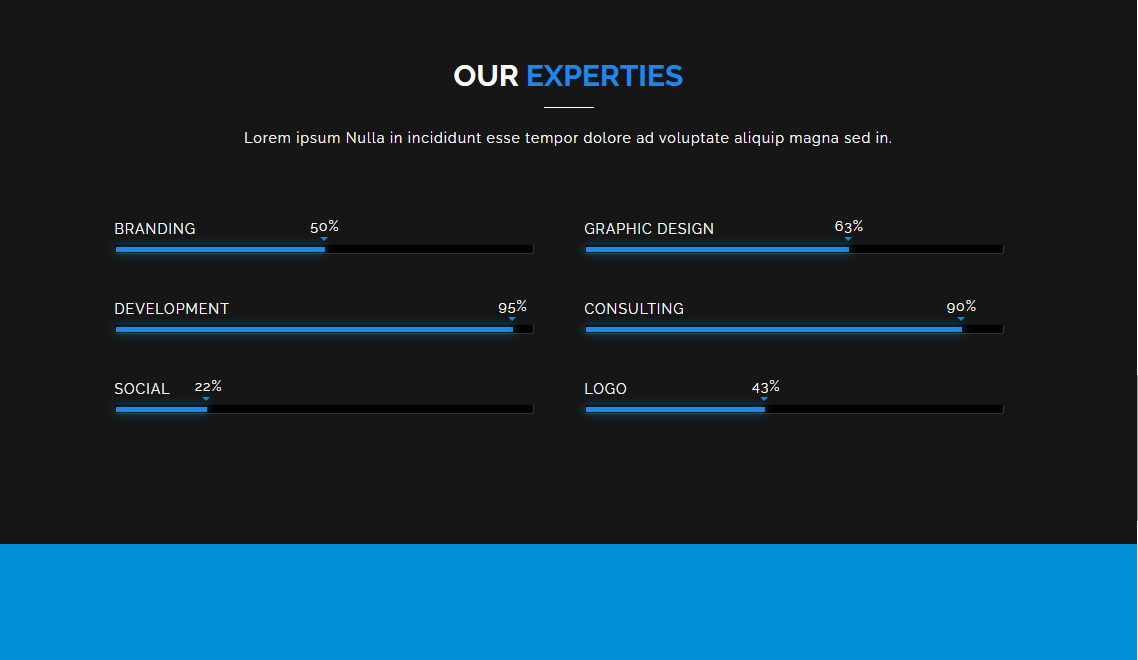 OUR EXPERTIES
Lorem ipsum Nulla in incididunt esse tempor dolore ad voluptate aliquip magna sed in.
BRANDING 50%
GRAPHIC DESIGN 63%
DEVELOPMENT 95%
CONSULTING 90%
SOCIAL 22%
LOGO 43%